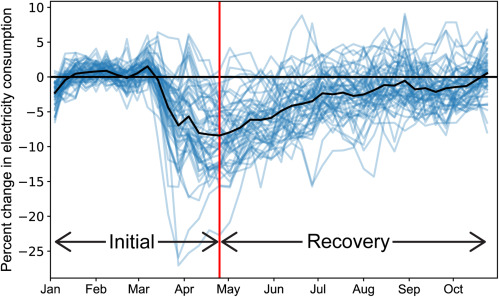 Percent change in electricity consumption
10
5
0
−5
−10
−15
−20
−25
Initial Recovery
Jan Feb Mar Apr May Jun Jul Aug Sep Oct